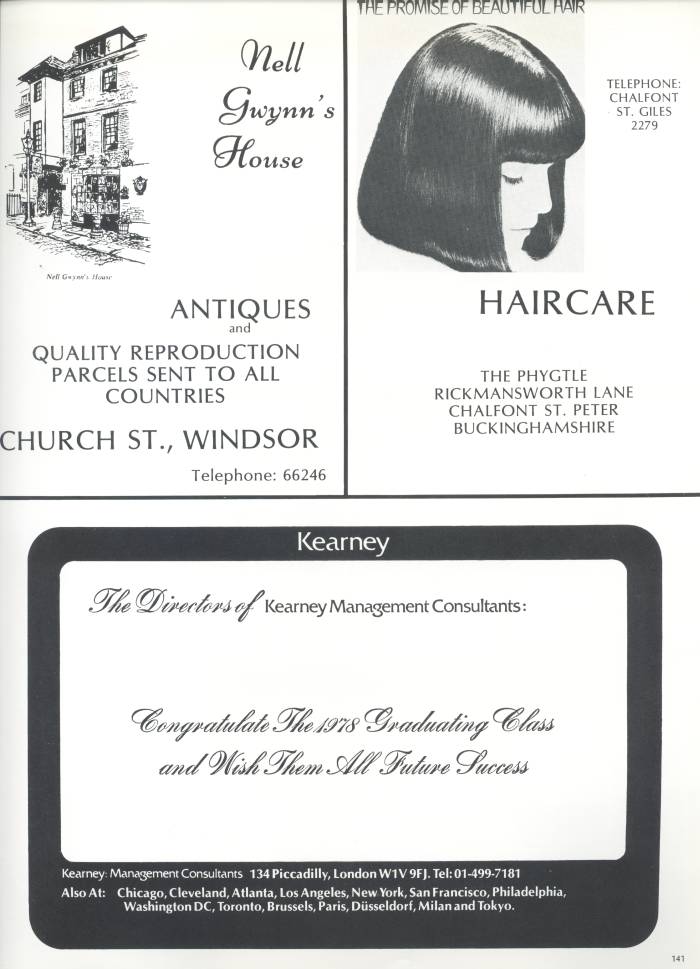 Nell
Gwynn's
House
Nell Gwynn's House
ANTIQUES
and
QUALITY REPRODUCTION
PARCELS SENT TO ALL
COUNTRIES
CHURCH ST., WINDSOR
Telephone: 66246
THE PROMISE OF BEAUTIFUL HAIR
TELEPHONE:
CHALFONT
ST. GILES
2279
HAIRCARE
THE PHYGTLE
RICKMANSWORTH LANE
CHALFONT ST. PETER
BUCKINGHAMSHIRE
Kearney
The Directors of Kearney Management Consultants:
Congratulate The 1978 Graduating Class
and Wish Them All Future Success
Kearney: Management Consultants 134 Piccadilly, London W1V 9FJ. Tel: 01-499-7181
Also At: Chicago, Cleveland, Atlanta, Los Angeles, New York, San Francisco, Philadelphia,
Washington DC, Toronto, Brussels, Paris, Düsseldorf, Milan and Tokyo.
141